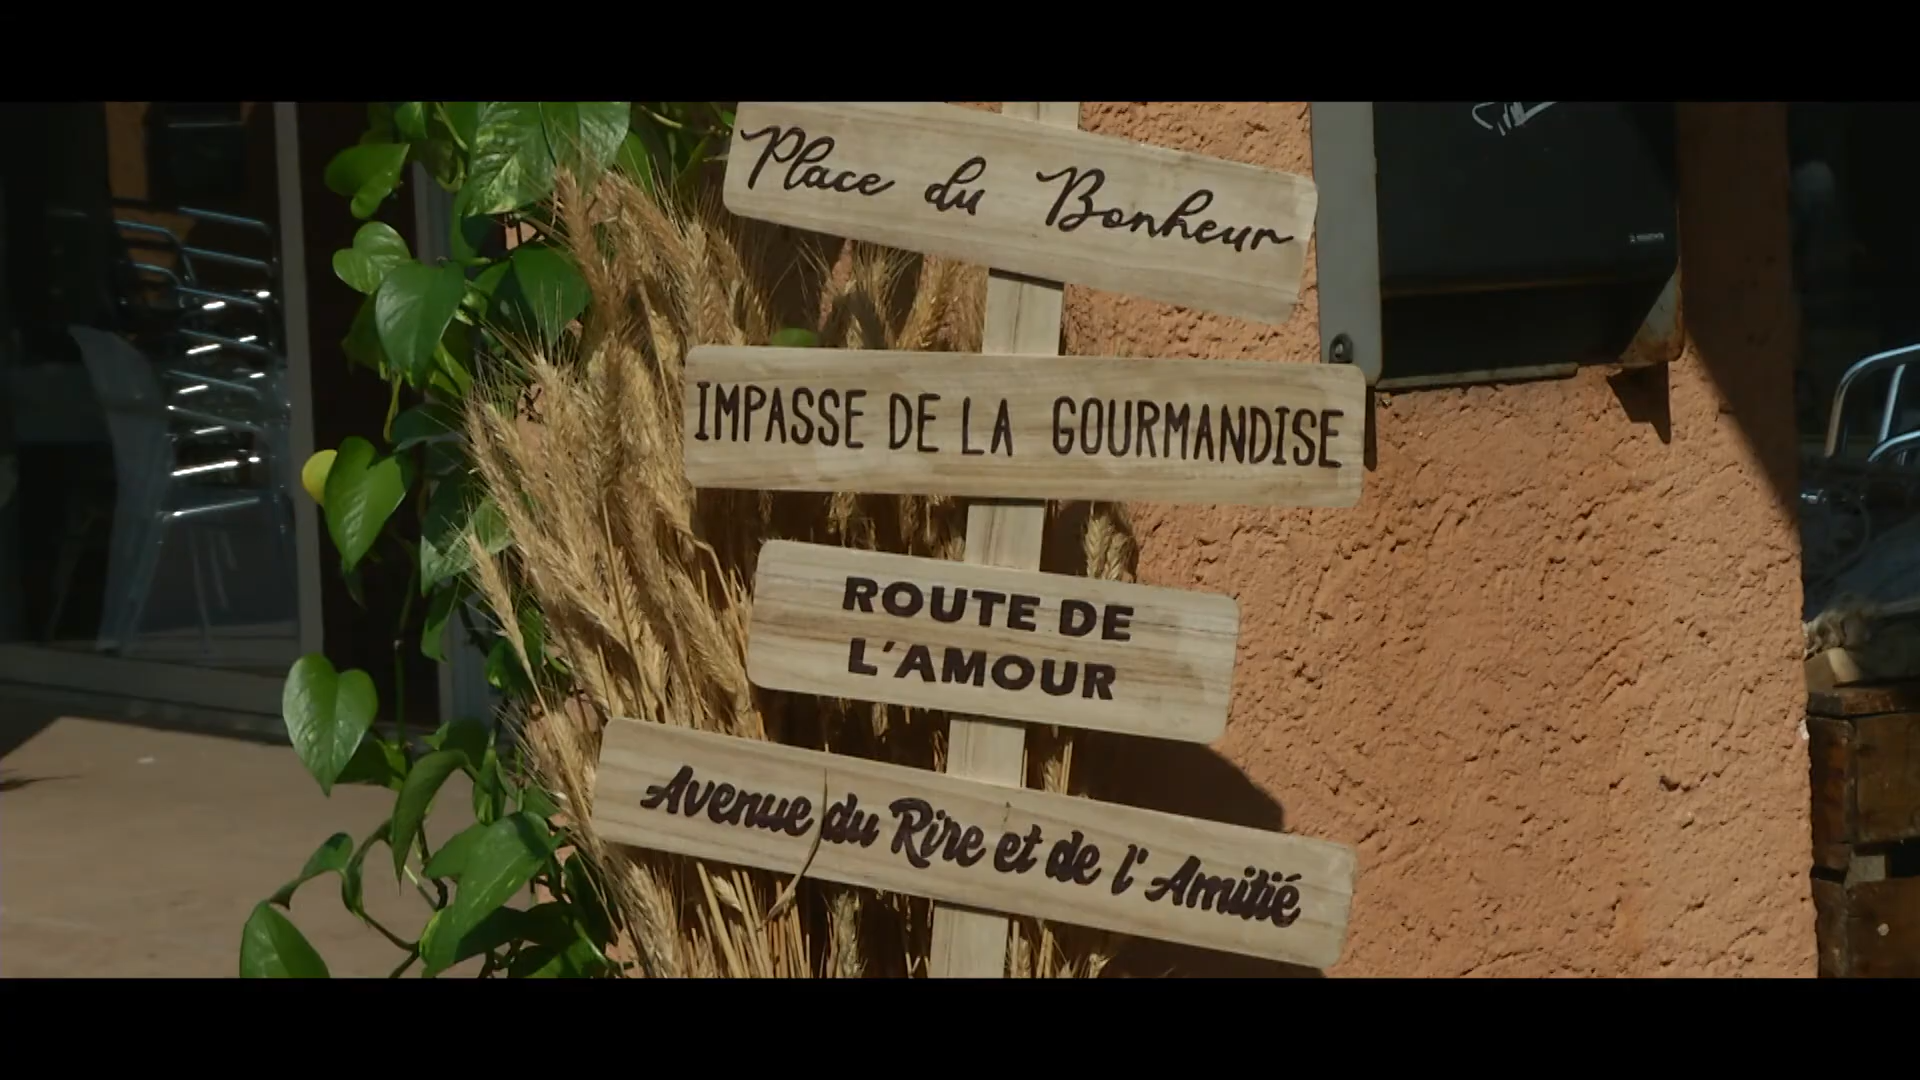 Place du Bonheur
IMPASSE DE LA GOURMANDISE
ROUTE DE
L'AMOUR
Avenue du Rire et de l'Amitié